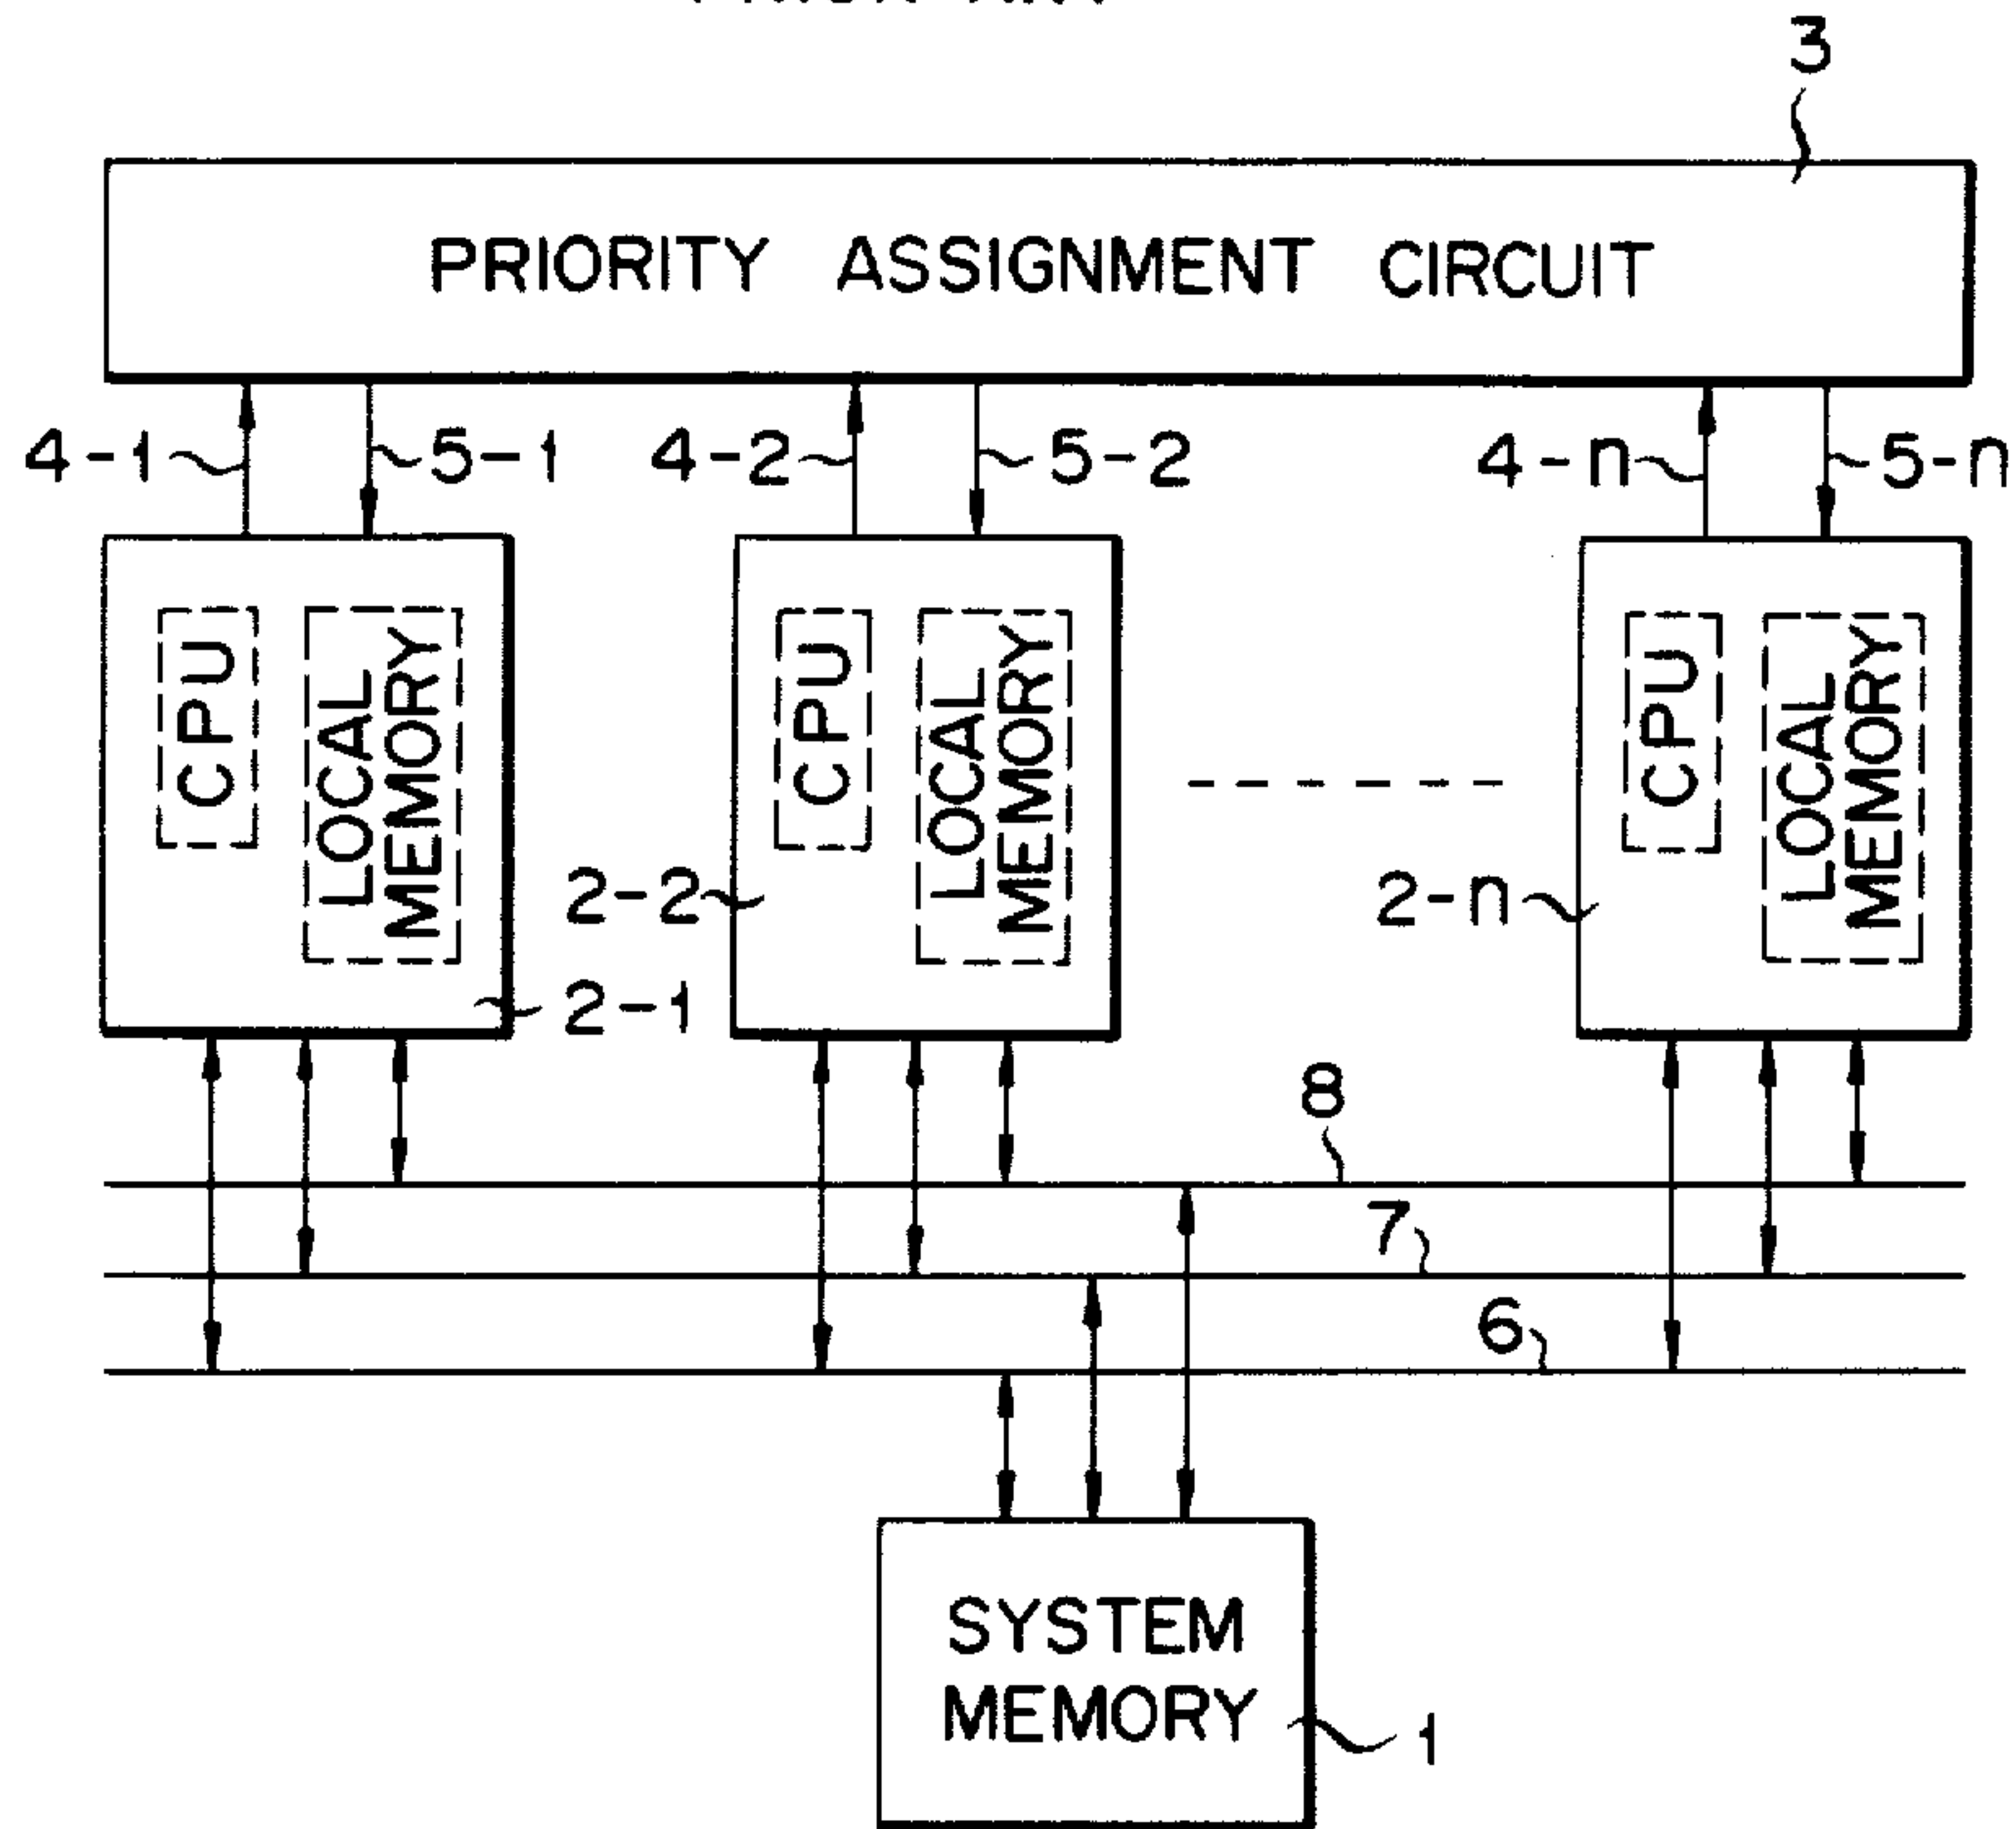 3
PRIORITY ASSIGNMENT CIRCUIT
4-1
5-1
4-2
5-2
4-n
5-n
CPU
LOCAL
MEMORY
CPU
LOCAL
MEMORY
CPU
LOCAL
MEMORY
2-2
2-n
2-1
8
7
6
SYSTEM
MEMORY
1